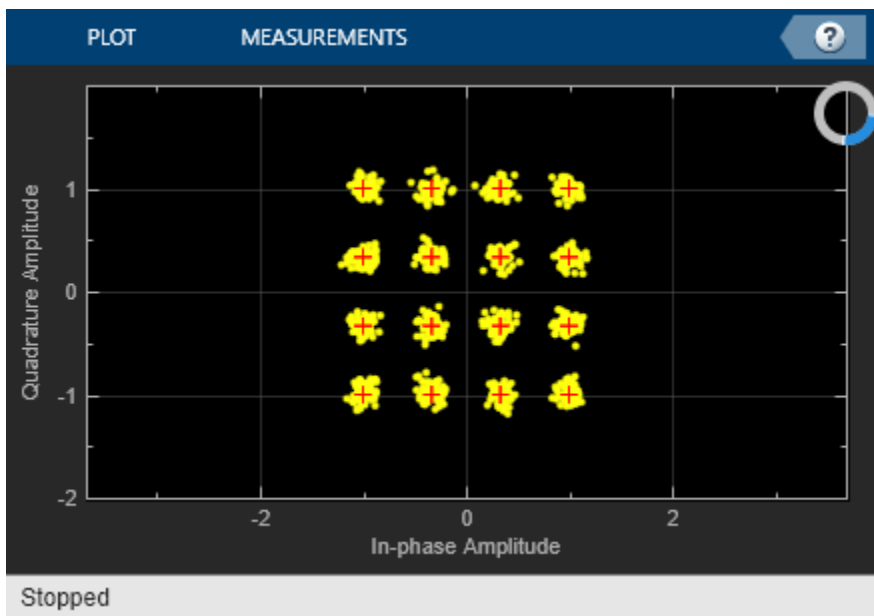 PLOT MEASUREMENTS ?
1
0
-1
-2
Quadrature Amplitude
-2 0 2
In-phase Amplitude
Stopped